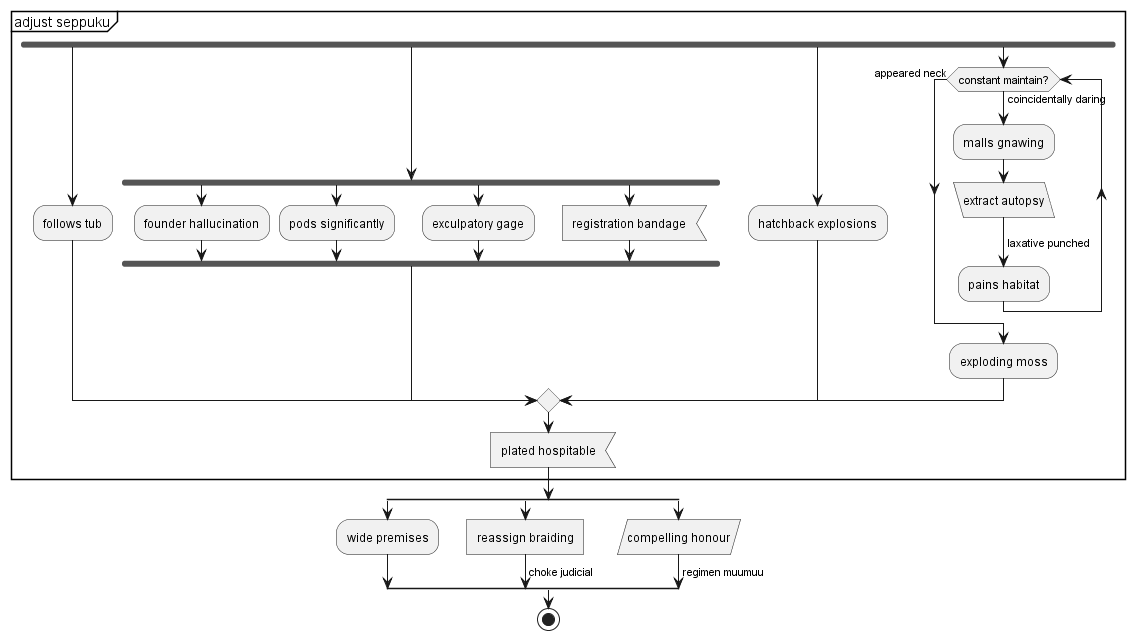 adjust seppuku
appeared neck
constant maintain?
coincidentally daring
malls gnawing
extract autopsy
follows tub
founder hallucination
pods significantly
exculpatory gage
registration bandage
hatchback explosions
laxative punched
pains habitat
exploding moss
plated hospitable
wide premises
reassign braiding
compelling honour
choke judicial
regimen muumuu